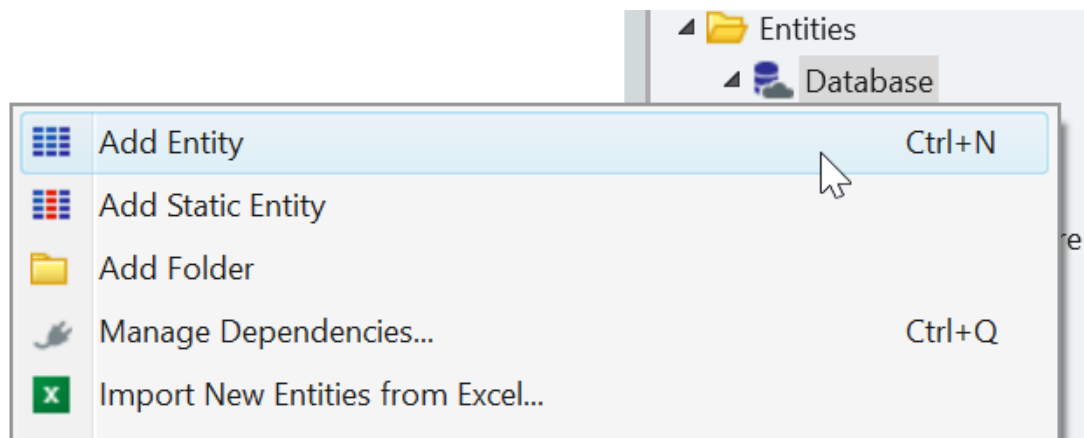 Entities
Database
Add Entity Ctrl+N
Add Static Entity
Add Folder
Manage Dependencies... Ctrl+Q
Import New Entities from Excel...